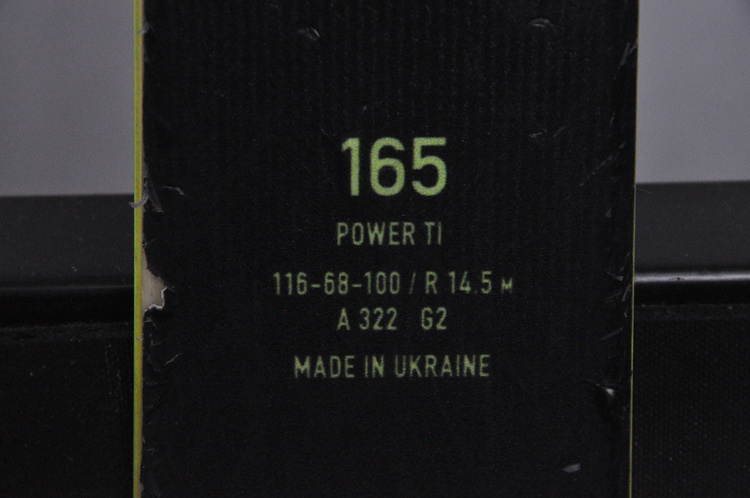 165
POWER TI
116-68-100 / R 14.5 M
A 322 G2
MADE IN UKRAINE